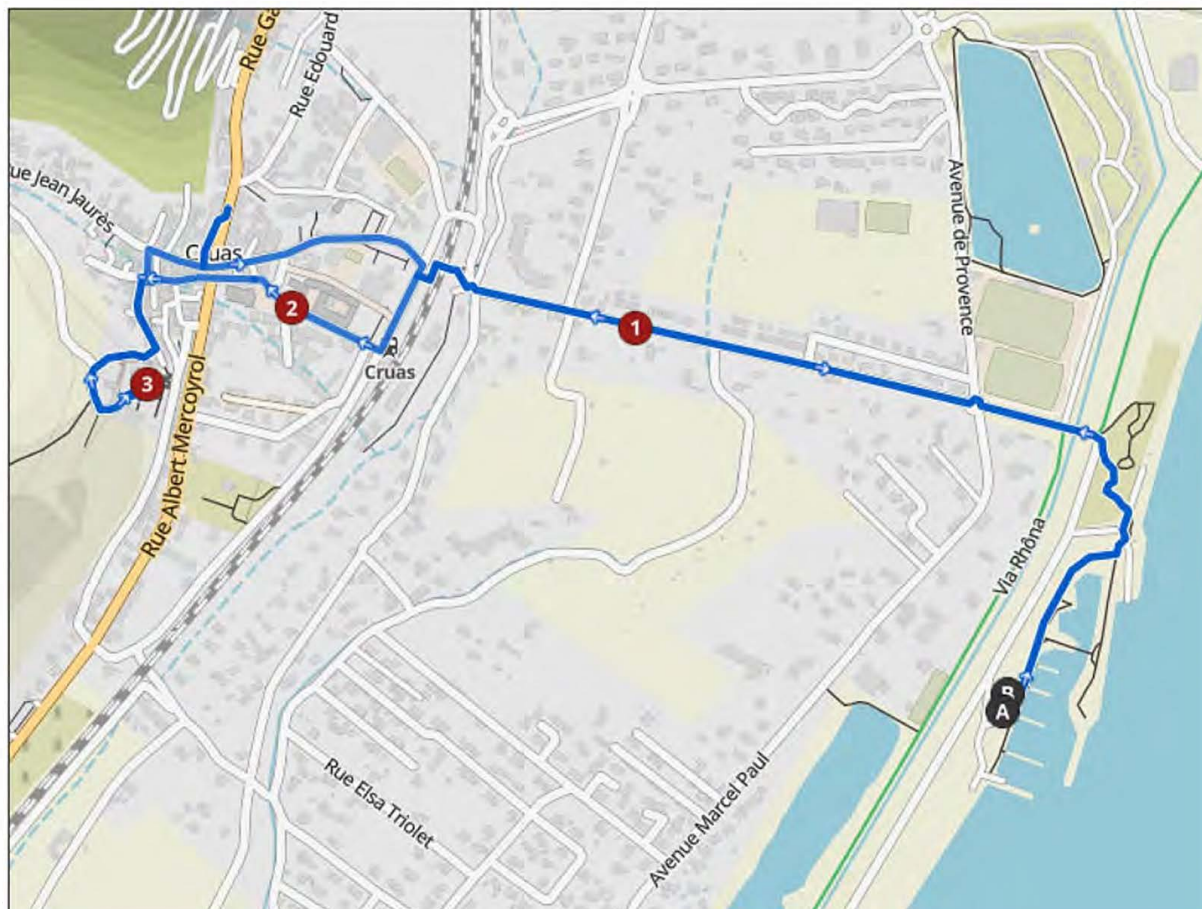 Rue Ga
Rue Edouard
ue Jean Jaurès
Cruas
2
1
3
Cruas
Avenue de Provence
Rue Albert Mercoyrol
Via Rhôna
B
A
Rue Elsa Triolet
Avenue Marcel Paul